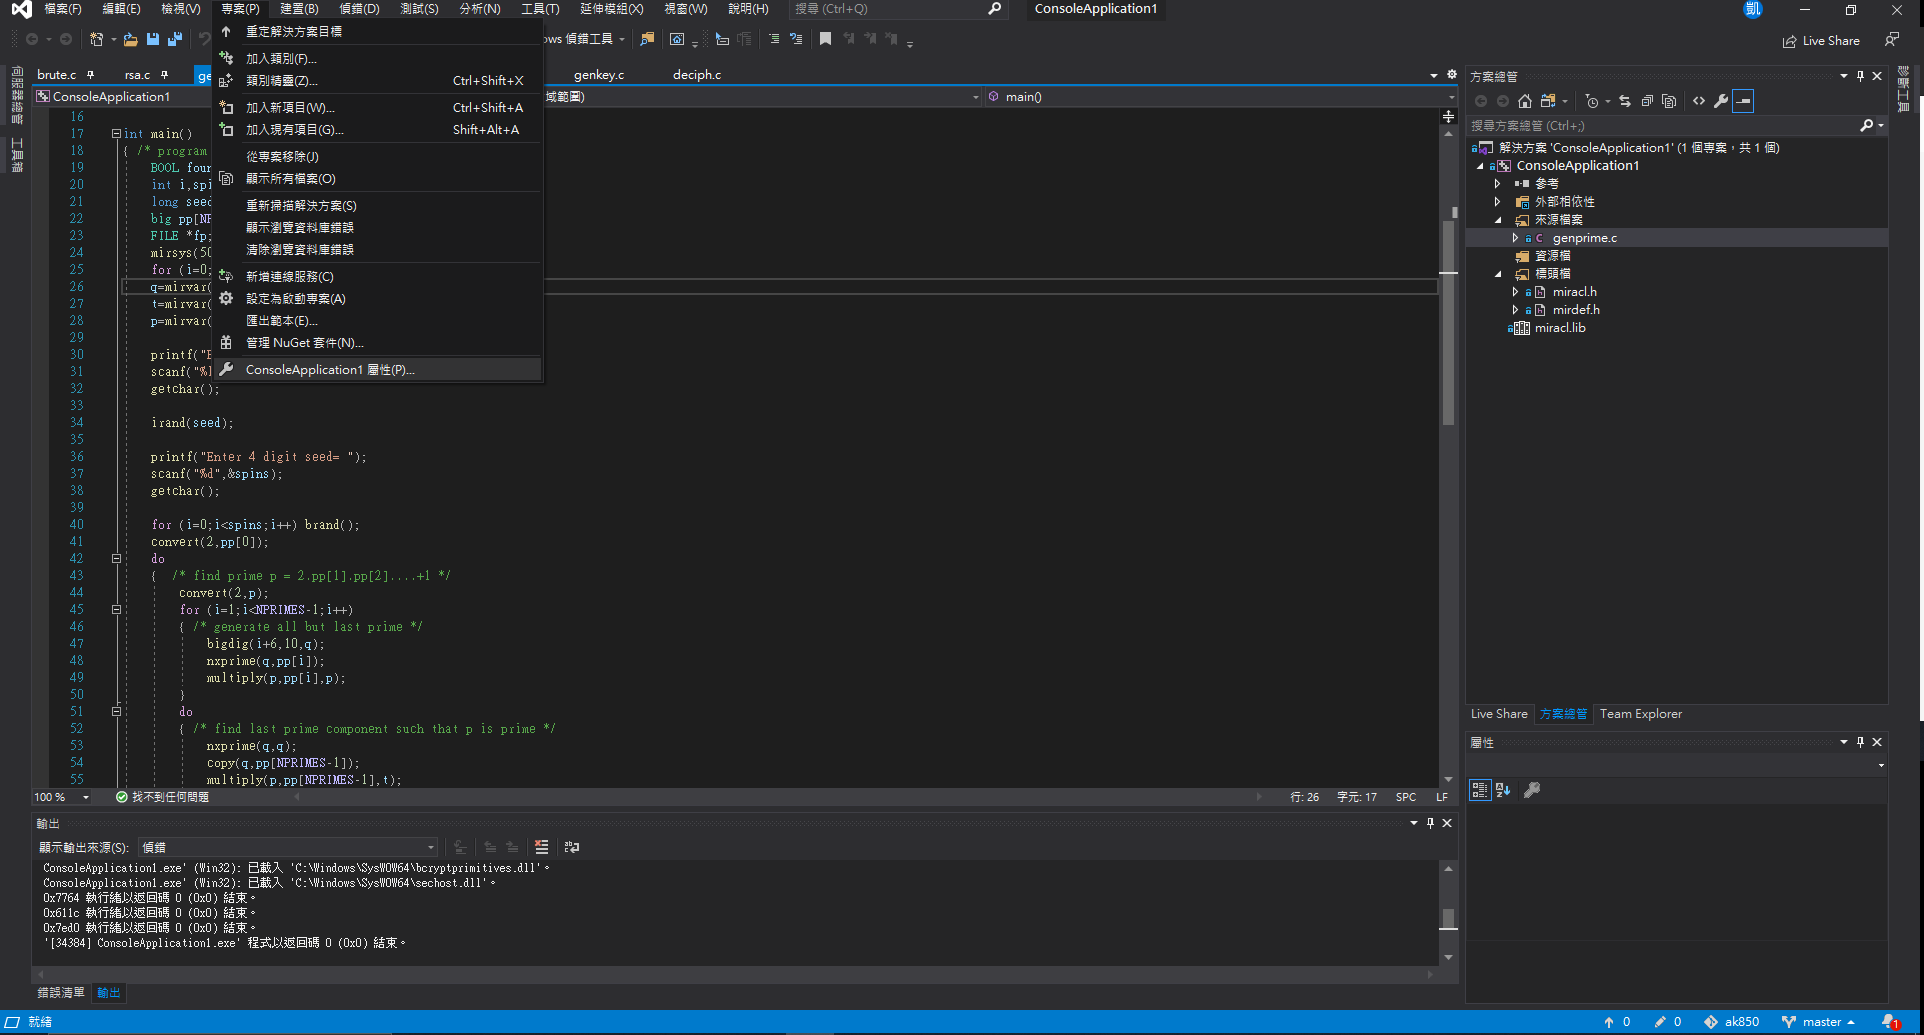 檔案(F) 編輯(E) 檢視(V) 專案(P) 建置(B) 偵錯(D) 測試(S) 分析(N) 工具(T) 延伸模組(X) 視窗(W) 說明(H) 搜尋 (Ctrl+Q) ConsoleApplication1 凱
重定解決方案目標
加入類別(F)...
類別精靈(Z)... Ctrl+Shift+X
加入新項目(W)... Ctrl+Shift+A
加入現有項目(G)... Shift+Alt+A
從專案移除(J)
顯示所有檔案(O)
重新掃描解決方案(S)
顯示瀏覽資料庫錯誤
清除瀏覽資料庫錯誤
新增連線服務(C)
設定為啟動專案(A)
匯出範本(E)...
管理 NuGet 套件(N)...
ConsoleApplication1 屬性(P)...
ows 偵錯工具
Live Share
伺服器總管
工具箱
brute.c rsa.c ge genkey.c deciph.c
ConsoleApplication1 域範圍) main()
16
17 int main()
18 { /* program
19 BOOL four
20 int i,spi
21 long seed
22 big pp[NP
23 FILE *fp;
24 mirsys(50
25 for (i=0;
26 q=mirvar(
27 t=mirvar(
28 p=mirvar(
29
30 printf("E
31 scanf("%l
32 getchar();
33
34 irand(seed);
35
36 printf("Enter 4 digit seed= ");
37 scanf("%d",&spins);
38 getchar();
39
40 for (i=0;i<spins;i++) brand();
41 convert(2,pp[0]);
42 do
43 { /* find prime p = 2.pp[1].pp[2]....+1 */
44 convert(2,p);
45 for (i=1;i<NPRIMES-1;i++)
46 { /* generate all but last prime */
47 bigdig(i+6,10,q);
48 nxprime(q,pp[i]);
49 multiply(p,pp[i],p);
50 }
51 do
52 { /* find last prime component such that p is prime */
53 nxprime(q,q);
54 copy(q,pp[NPRIMES-1]);
55 multiply(p,pp[NPRIMES-1],t);
100 % 找不到任何問題 行: 26 字元: 17 SPC LF
輸出
顯示輸出來源(S): 偵錯
ConsoleApplication1.exe' (Win32): 已載入 'C:\Windows\SysWOW64\bcryptprimitives.dll'。
ConsoleApplication1.exe' (Win32): 已載入 'C:\Windows\SysWOW64\sechost.dll'。
0x7764 執行緒以返回碼 0 (0x0) 結束。
0x611c 執行緒以返回碼 0 (0x0) 結束。
0x7ed0 執行緒以返回碼 0 (0x0) 結束。
'[34384] ConsoleApplication1.exe' 程式以返回碼 0 (0x0) 結束。
錯誤清單 輸出
方案總管
搜尋方案總管 (Ctrl+;)
解決方案 'ConsoleApplication1' (1 個專案，共 1 個)
ConsoleApplication1
參考
外部相依性
來源檔案
genprime.c
資源檔
標頭檔
miracl.h
mirdef.h
miracl.lib
Live Share 方案總管 Team Explorer
屬性
診斷工具
就緒 0 0 ak850 master 1